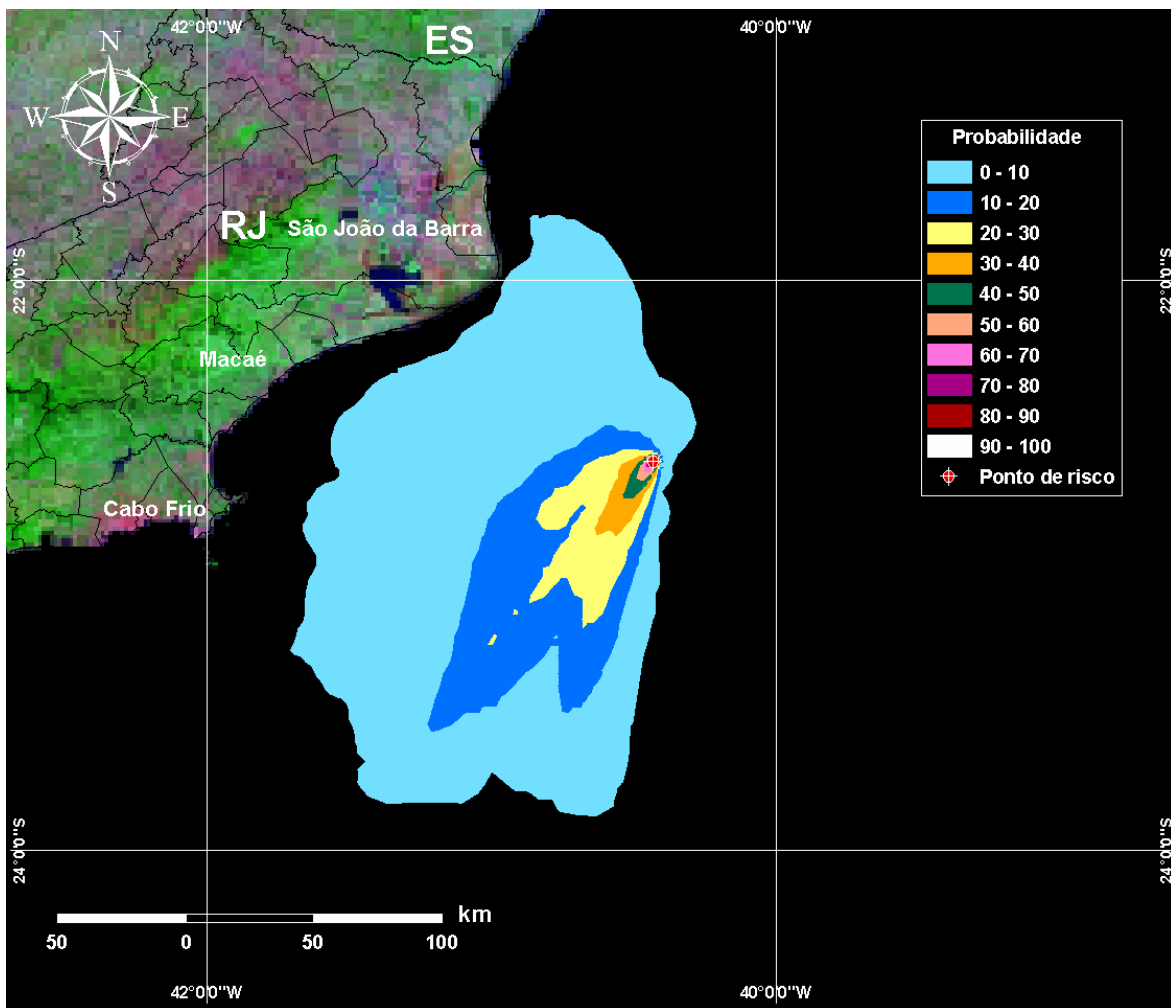 42°0'0"W
40°0'0"W
ES
N
W
E
S
RJ
São João da Barra
Macaé
Cabo Frio
22°0'0"S
22°0'0"S
Probabilidade
0 - 10
10 - 20
20 - 30
30 - 40
40 - 50
50 - 60
60 - 70
70 - 80
80 - 90
90 - 100
Ponto de risco
24°0'0"S
24°0'0"S
km
50 0 50 100
42°0'0"W
40°0'0"W